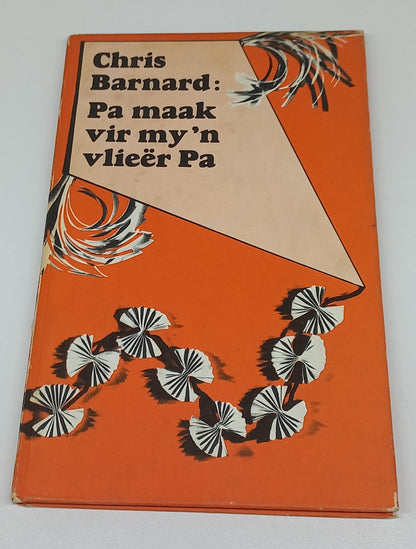 Chris
Barnard:
Pa maak
vir my 'n
vlieër Pa